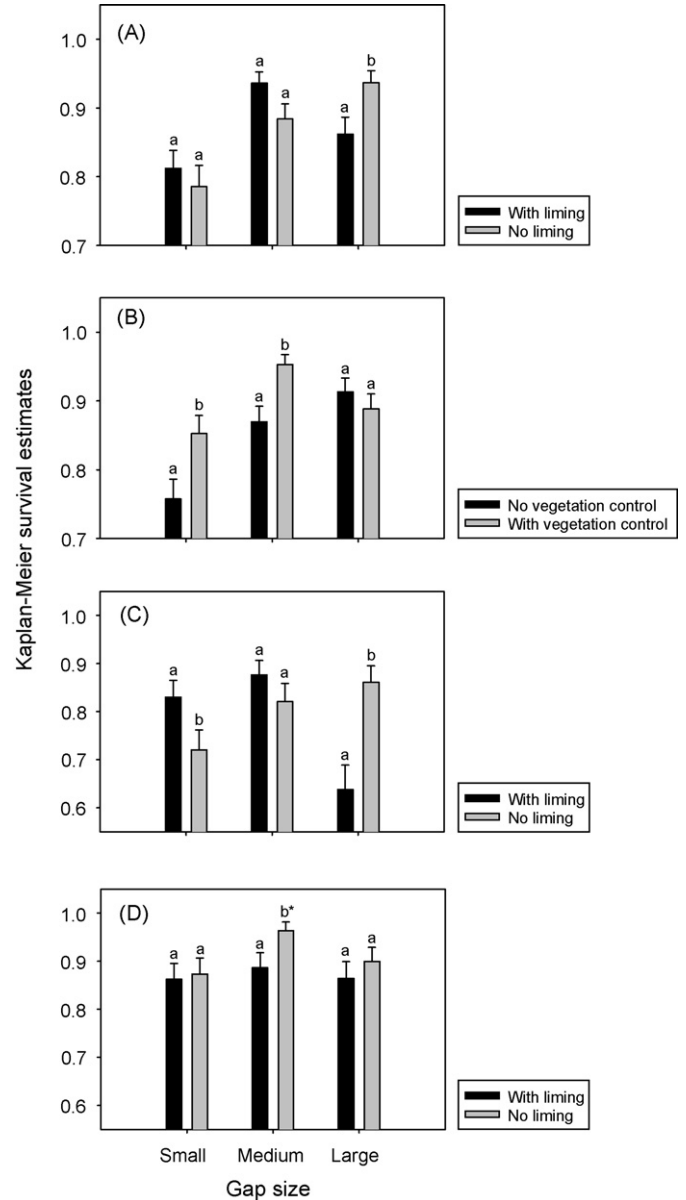 Kaplan-Meier survival estimates
(A)
1.0
0.9
0.8
0.7
a a
a a
a b
With liming
No liming
(B)
1.0
0.9
0.8
0.7
a b
a b
a a
No vegetation control
With vegetation control
(C)
1.0
0.9
0.8
0.7
0.6
a b
a a
a b
With liming
No liming
(D)
1.0
0.9
0.8
0.7
0.6
a a
a b*
a a
With liming
No liming
Small Medium Large
Gap size